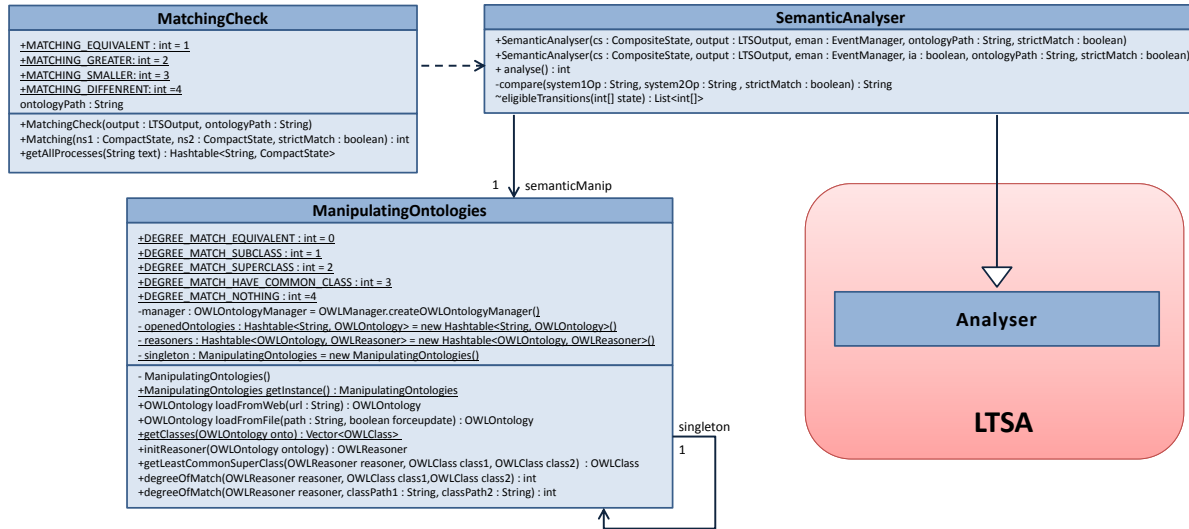 MatchingCheck
+MATCHING_EQUIVALENT : int = 1
+MATCHING_GREATER: int = 2
+MATCHING_SMALLER: int = 3
+MATCHING_DIFFENRENT: int =4
ontologyPath : String
+MatchingCheck(output : LTSOutput, ontologyPath : String)
+Matching(ns1 : CompactState, ns2 : CompactState, strictMatch : boolean) : int
+getAllProcesses(String text) : Hashtable<String, CompactState>
SemanticAnalyser
+SemanticAnalyser(cs : CompositeState, output : LTSOutput, eman : EventManager, ontologyPath : String, strictMatch : boolean)
+SemanticAnalyser(cs : CompositeState, output : LTSOutput, eman : EventManager, ia : boolean, ontologyPath : String, strictMatch : boolean)
+ analyse() : int
-compare(system1Op : String, system2Op : String , strictMatch : boolean) : String
~eligibleTransitions(int[] state) : List<int[]>
1 semanticManip
ManipulatingOntologies
+DEGREE_MATCH_EQUIVALENT : int = 0
+DEGREE_MATCH_SUBCLASS : int = 1
+DEGREE_MATCH_SUPERCLASS : int = 2
+DEGREE_MATCH_HAVE_COMMON_CLASS : int = 3
+DEGREE_MATCH_NOTHING : int =4
-manager : OWLOntologyManager = OWLManager.createOWLOntologyManager()
- openedOntologies : Hashtable<String, OWLOntology> = new Hashtable<String, OWLOntology>()
- reasoners : Hashtable<OWLOntology, OWLReasoner> = new Hashtable<OWLOntology, OWLReasoner>()
- singleton : ManipulatingOntologies = new ManipulatingOntologies()
- ManipulatingOntologies()
+ManipulatingOntologies getInstance() : ManipulatingOntologies
+OWLOntology loadFromWeb(url : String) : OWLOntology
+OWLOntology loadFromFile(path : String, boolean forceupdate) : OWLOntology
+getClasses(OWLOntology onto) : Vector<OWLClass>
+initReasoner(OWLOntology ontology) : OWLReasoner
+getLeastCommonSuperClass(OWLReasoner reasoner, OWLClass class1, OWLClass class2) : OWLClass
+degreeOfMatch(OWLReasoner reasoner, OWLClass class1,OWLClass class2) : int
+degreeOfMatch(OWLReasoner reasoner, classPath1 : String, classPath2 : String) : int
singleton
1
Analyser
LTSA